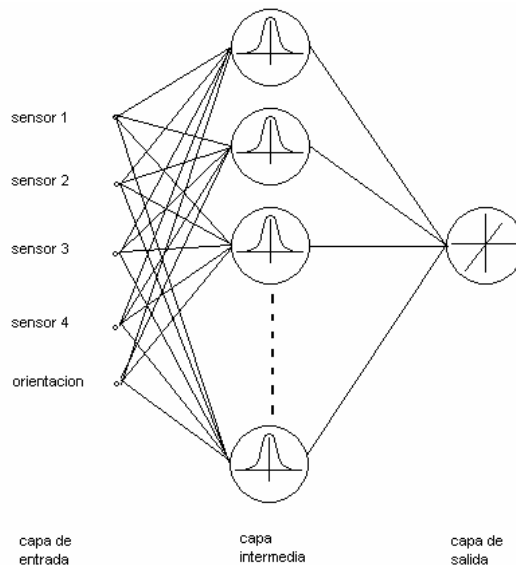 sensor 1
sensor 2
sensor 3
sensor 4
orientacion
capa de
entrada
capa
intermedia
capa de
salida